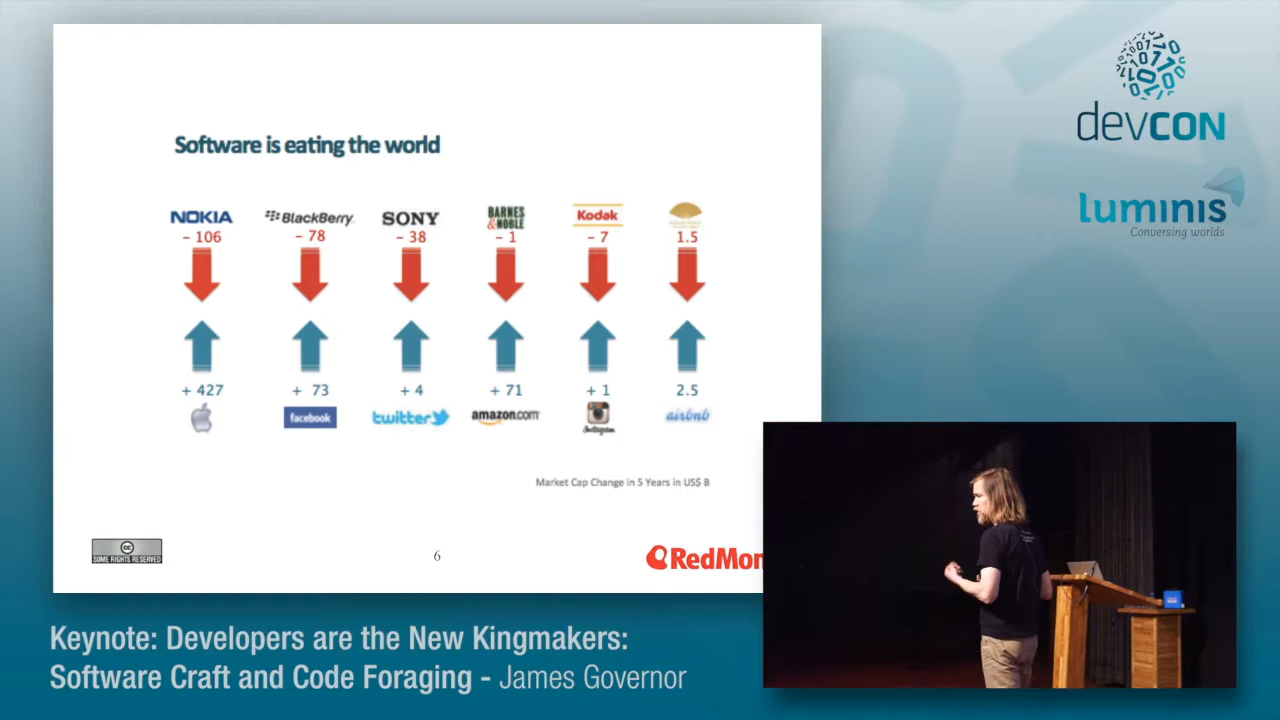 Software is eating the world
NOKIA BlackBerry. SONY BARNES &NOBLE Kodak
- 106 - 78 - 38 - 1 - 7 1.5
+ 427 + 73 + 4 + 71 + 1 2.5
facebook twitter amazon.com Instagram airbnb
Market Cap Change in 5 Years in US$ B
cc
SOME RIGHTS RESERVED
6
RedMon
devcon
luminis
Conversing worlds
Keynote: Developers are the New Kingmakers:
Software Craft and Code Foraging - James Governor